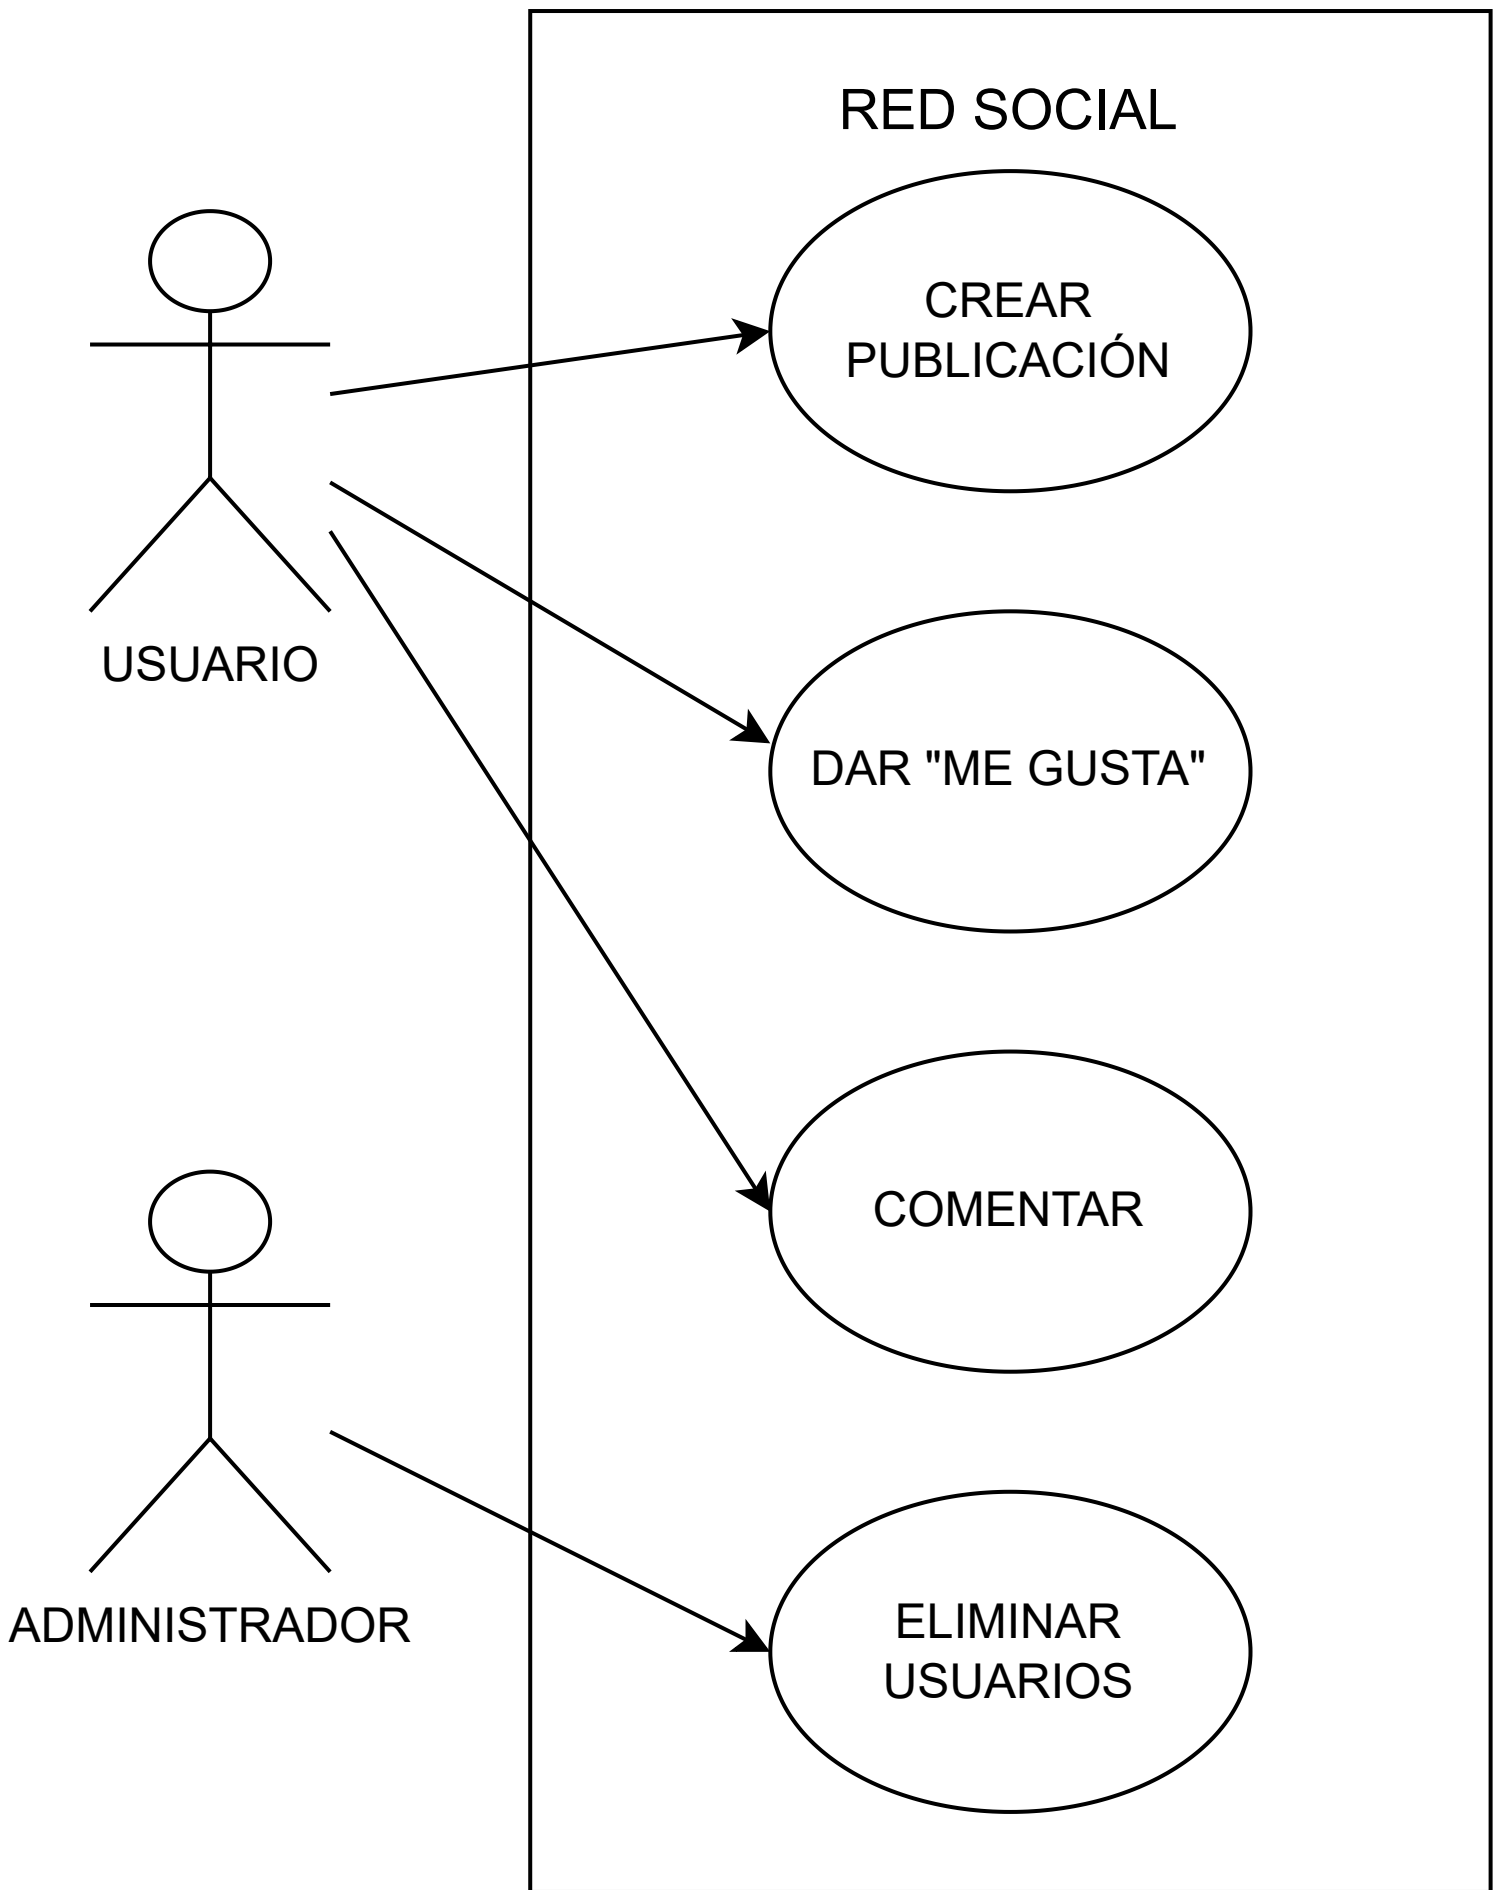 RED SOCIAL
CREAR
PUBLICACIÓN
USUARIO
DAR "ME GUSTA"
COMENTAR
ADMINISTRADOR
ELIMINAR
USUARIOS